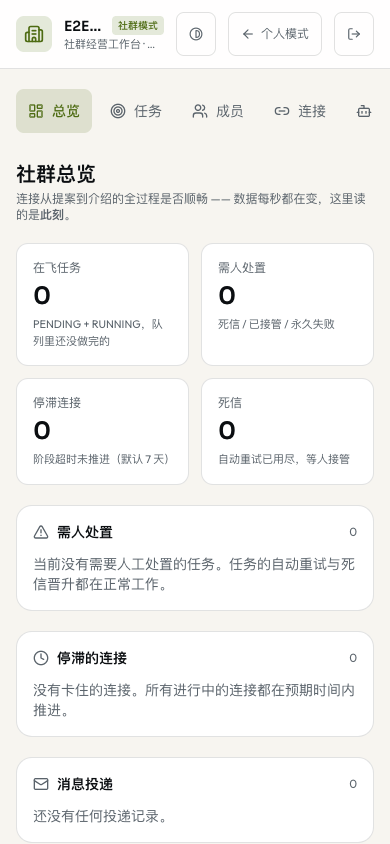 E2E... 社群模式
社群经营工作台·...
个人模式
总览 任务 成员 连接
社群总览
连接从提案到介绍的全过程是否顺畅 —— 数据每秒都在变，这里读
的是此刻。
在飞任务
0
PENDING + RUNNING，队
列里还没做完的
需人处置
0
死信 / 已接管 / 永久失败
停滞连接
0
阶段超时未推进（默认 7 天）
死信
0
自动重试已用尽，等人接管
需人处置 0
当前没有需要人工处置的任务。任务的自动重试与死
信晋升都在正常工作。
停滞的连接 0
没有卡住的连接。所有进行中的连接都在预期时间内
推进。
消息投递 0
还没有任何投递记录。